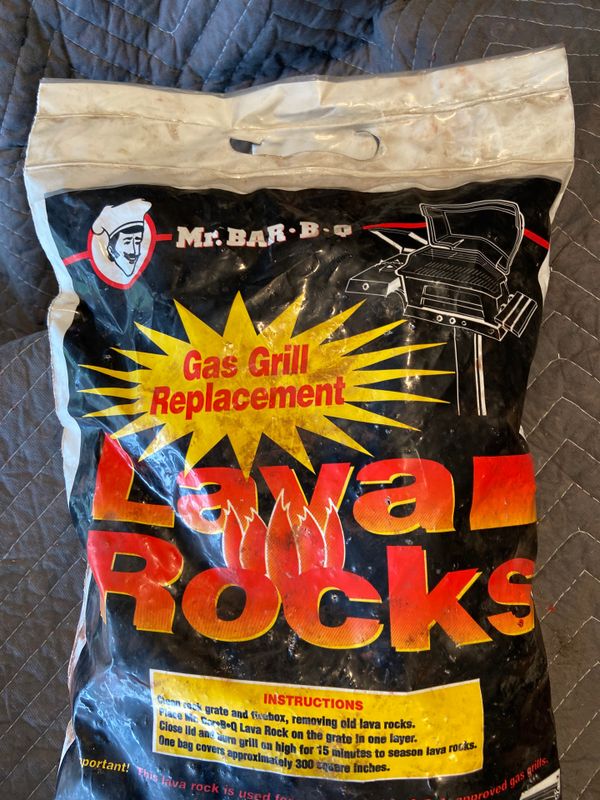 Mr. BAR·B·Q
Gas Grill
Replacement
Lava
Rocks
INSTRUCTIONS
Clean rock grate and firebox, removing old lava rocks.
Place Mr. Bar•B•Q Lava Rock on the grate in one layer.
Close lid and burn grill on high for 15 minutes to season lava rocks.
One bag covers approximately 300 square inches.
portant! This lava rock is used for approved gas grills.